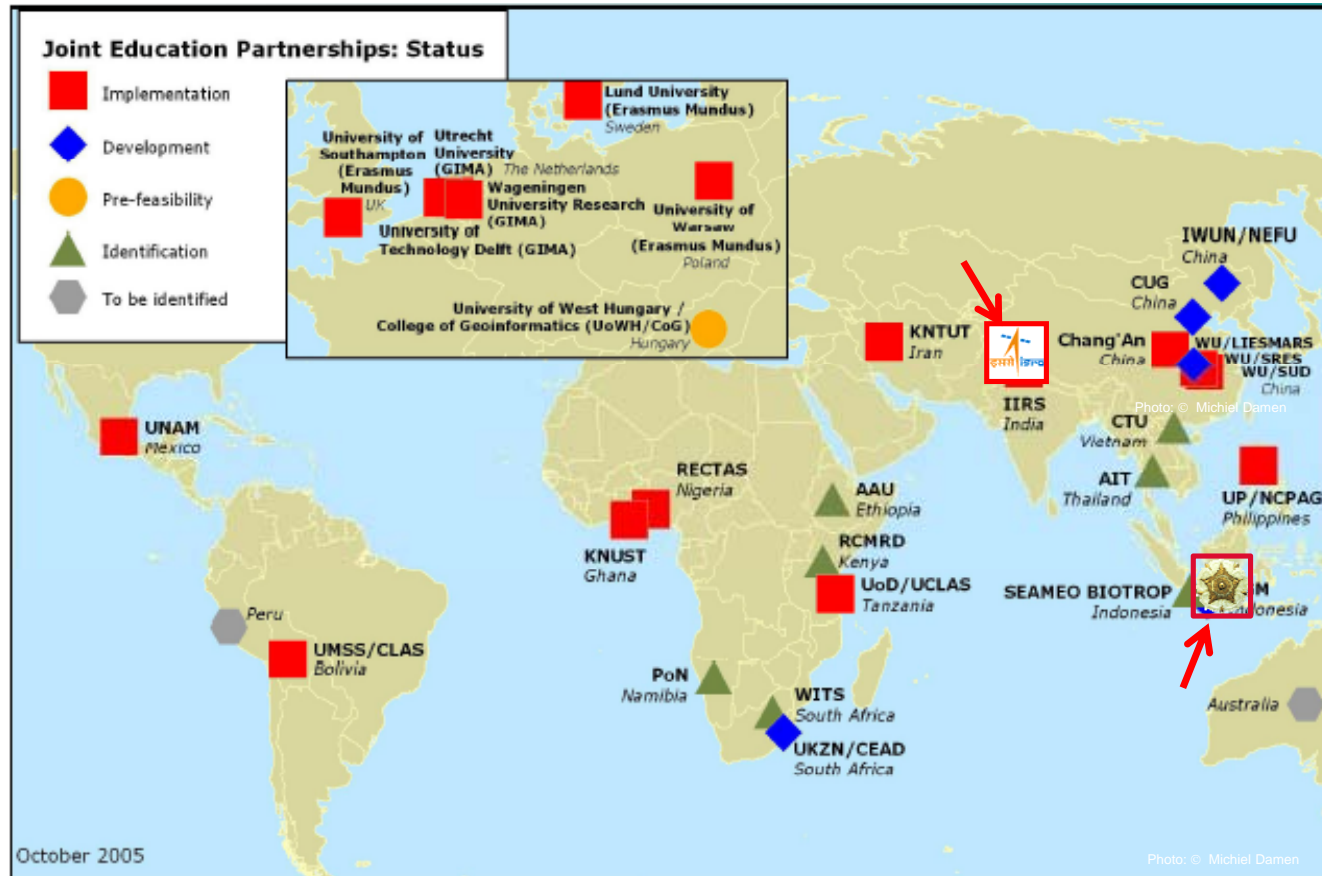 Joint Education Partnerships: Status
Implementation
Development
Pre-feasibility
Identification
To be identified
Lund University
(Erasmus Mundus)
Sweden
University of
Southampton
(Erasmus
Mundus)
UK
Utrecht
University
(GIMA)
The Netherlands
Wageningen
University Research
(GIMA)
University of
Technology Delft (GIMA)
University of
Warsaw
(Erasmus Mundus)
Poland
University of West Hungary /
College of Geoinformatics (UoWH/CoG)
Hungary
IWUN/NEFU
China
CUG
China
KNTUT
Iran
इसरो
Chang'An
China
WU/LIESMARS
WU/SRES
WU/SUD
China
Photo: © Michiel Damen
IIRS
India
CTU
Vietnam
AIT
Thailand
UP/NCPAG
Philippines
UNAM
Mexico
RECTAS
Nigeria
KNUST
Ghana
AAU
Ethiopia
RCMRD
Kenya
UoD/UCLAS
Tanzania
SEAMEO BIOTROP
Indonesia
Peru
UMSS/CLAS
Bolivia
PoN
Namibia
WITS
South Africa
UKZN/CEAD
South Africa
Australia
October 2005
Photo: © Michiel Damen